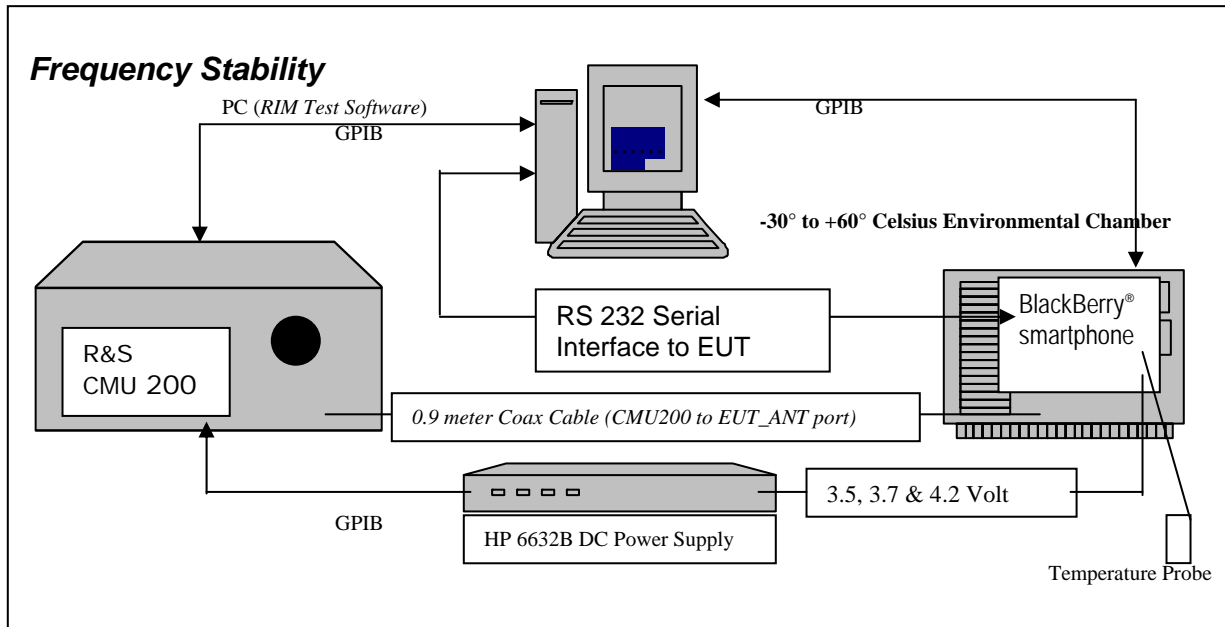 Frequency Stability
PC (RIM Test Software)
GPIB
GPIB
-30° to +60° Celsius Environmental Chamber
R&S
CMU 200
RS 232 Serial
Interface to EUT
BlackBerry®
smartphone
0.9 meter Coax Cable (CMU200 to EUT_ANT port)
3.5, 3.7 & 4.2 Volt
GPIB
HP 6632B DC Power Supply
Temperature Probe